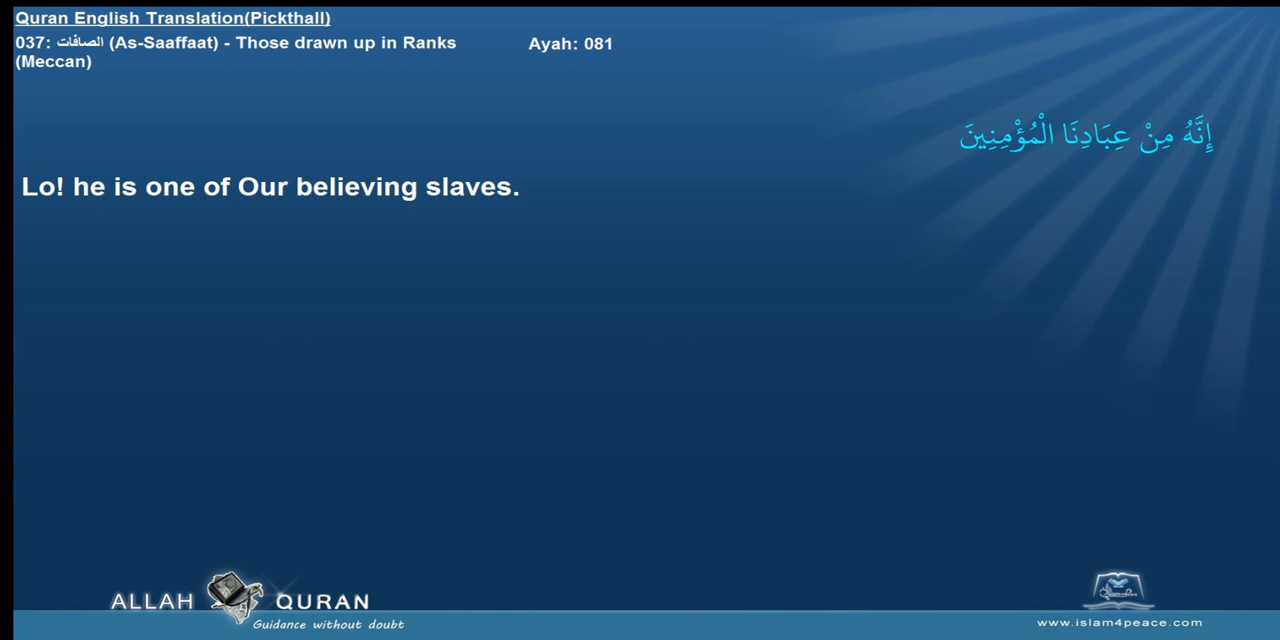 Quran English Translation(Pickthall)
037: الصافات (As-Saaffaat) - Those drawn up in Ranks
(Meccan)
Ayah: 081
إِنَّهُ مِنْ عِبَادِنَا الْمُؤْمِنِينَ
Lo! he is one of Our believing slaves.
ALLAH QURAN
Guidance without doubt
www.islam4peace.com